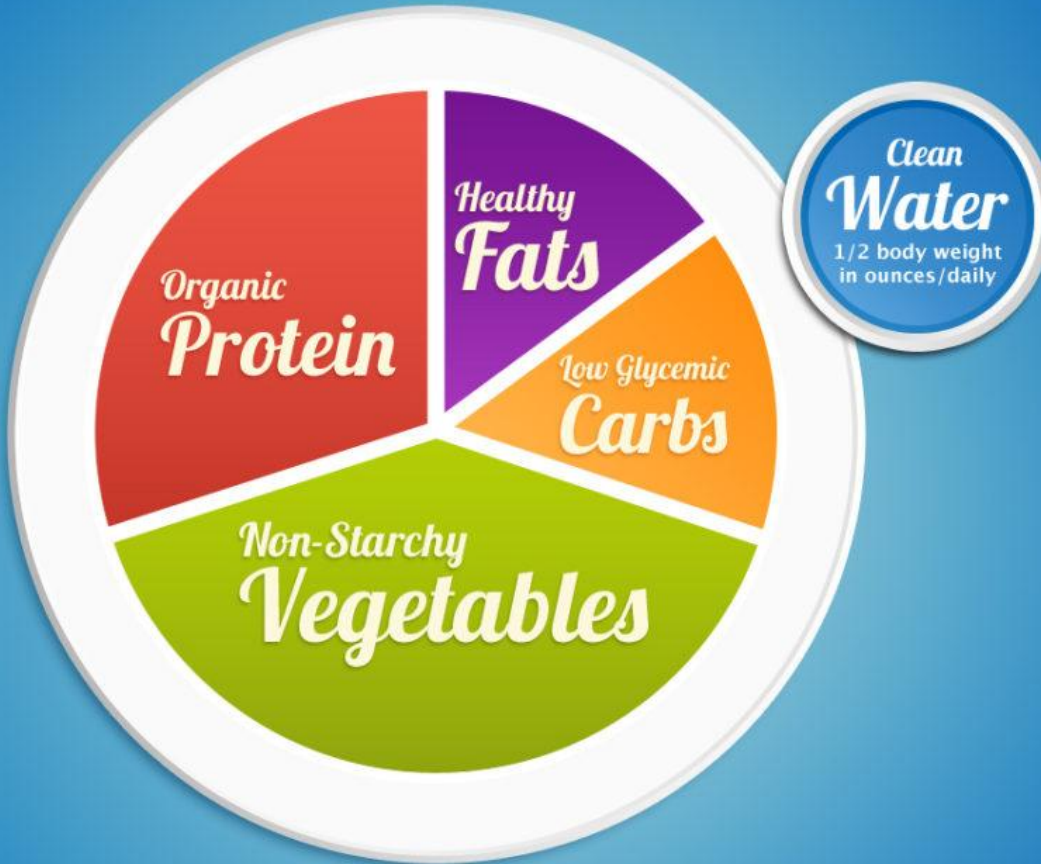 Healthy
Fats
Clean
Water
1/2 body weight
in ounces/daily
Organic
Protein
Low Glycemic
Carbs
Non-Starchy
Vegetables